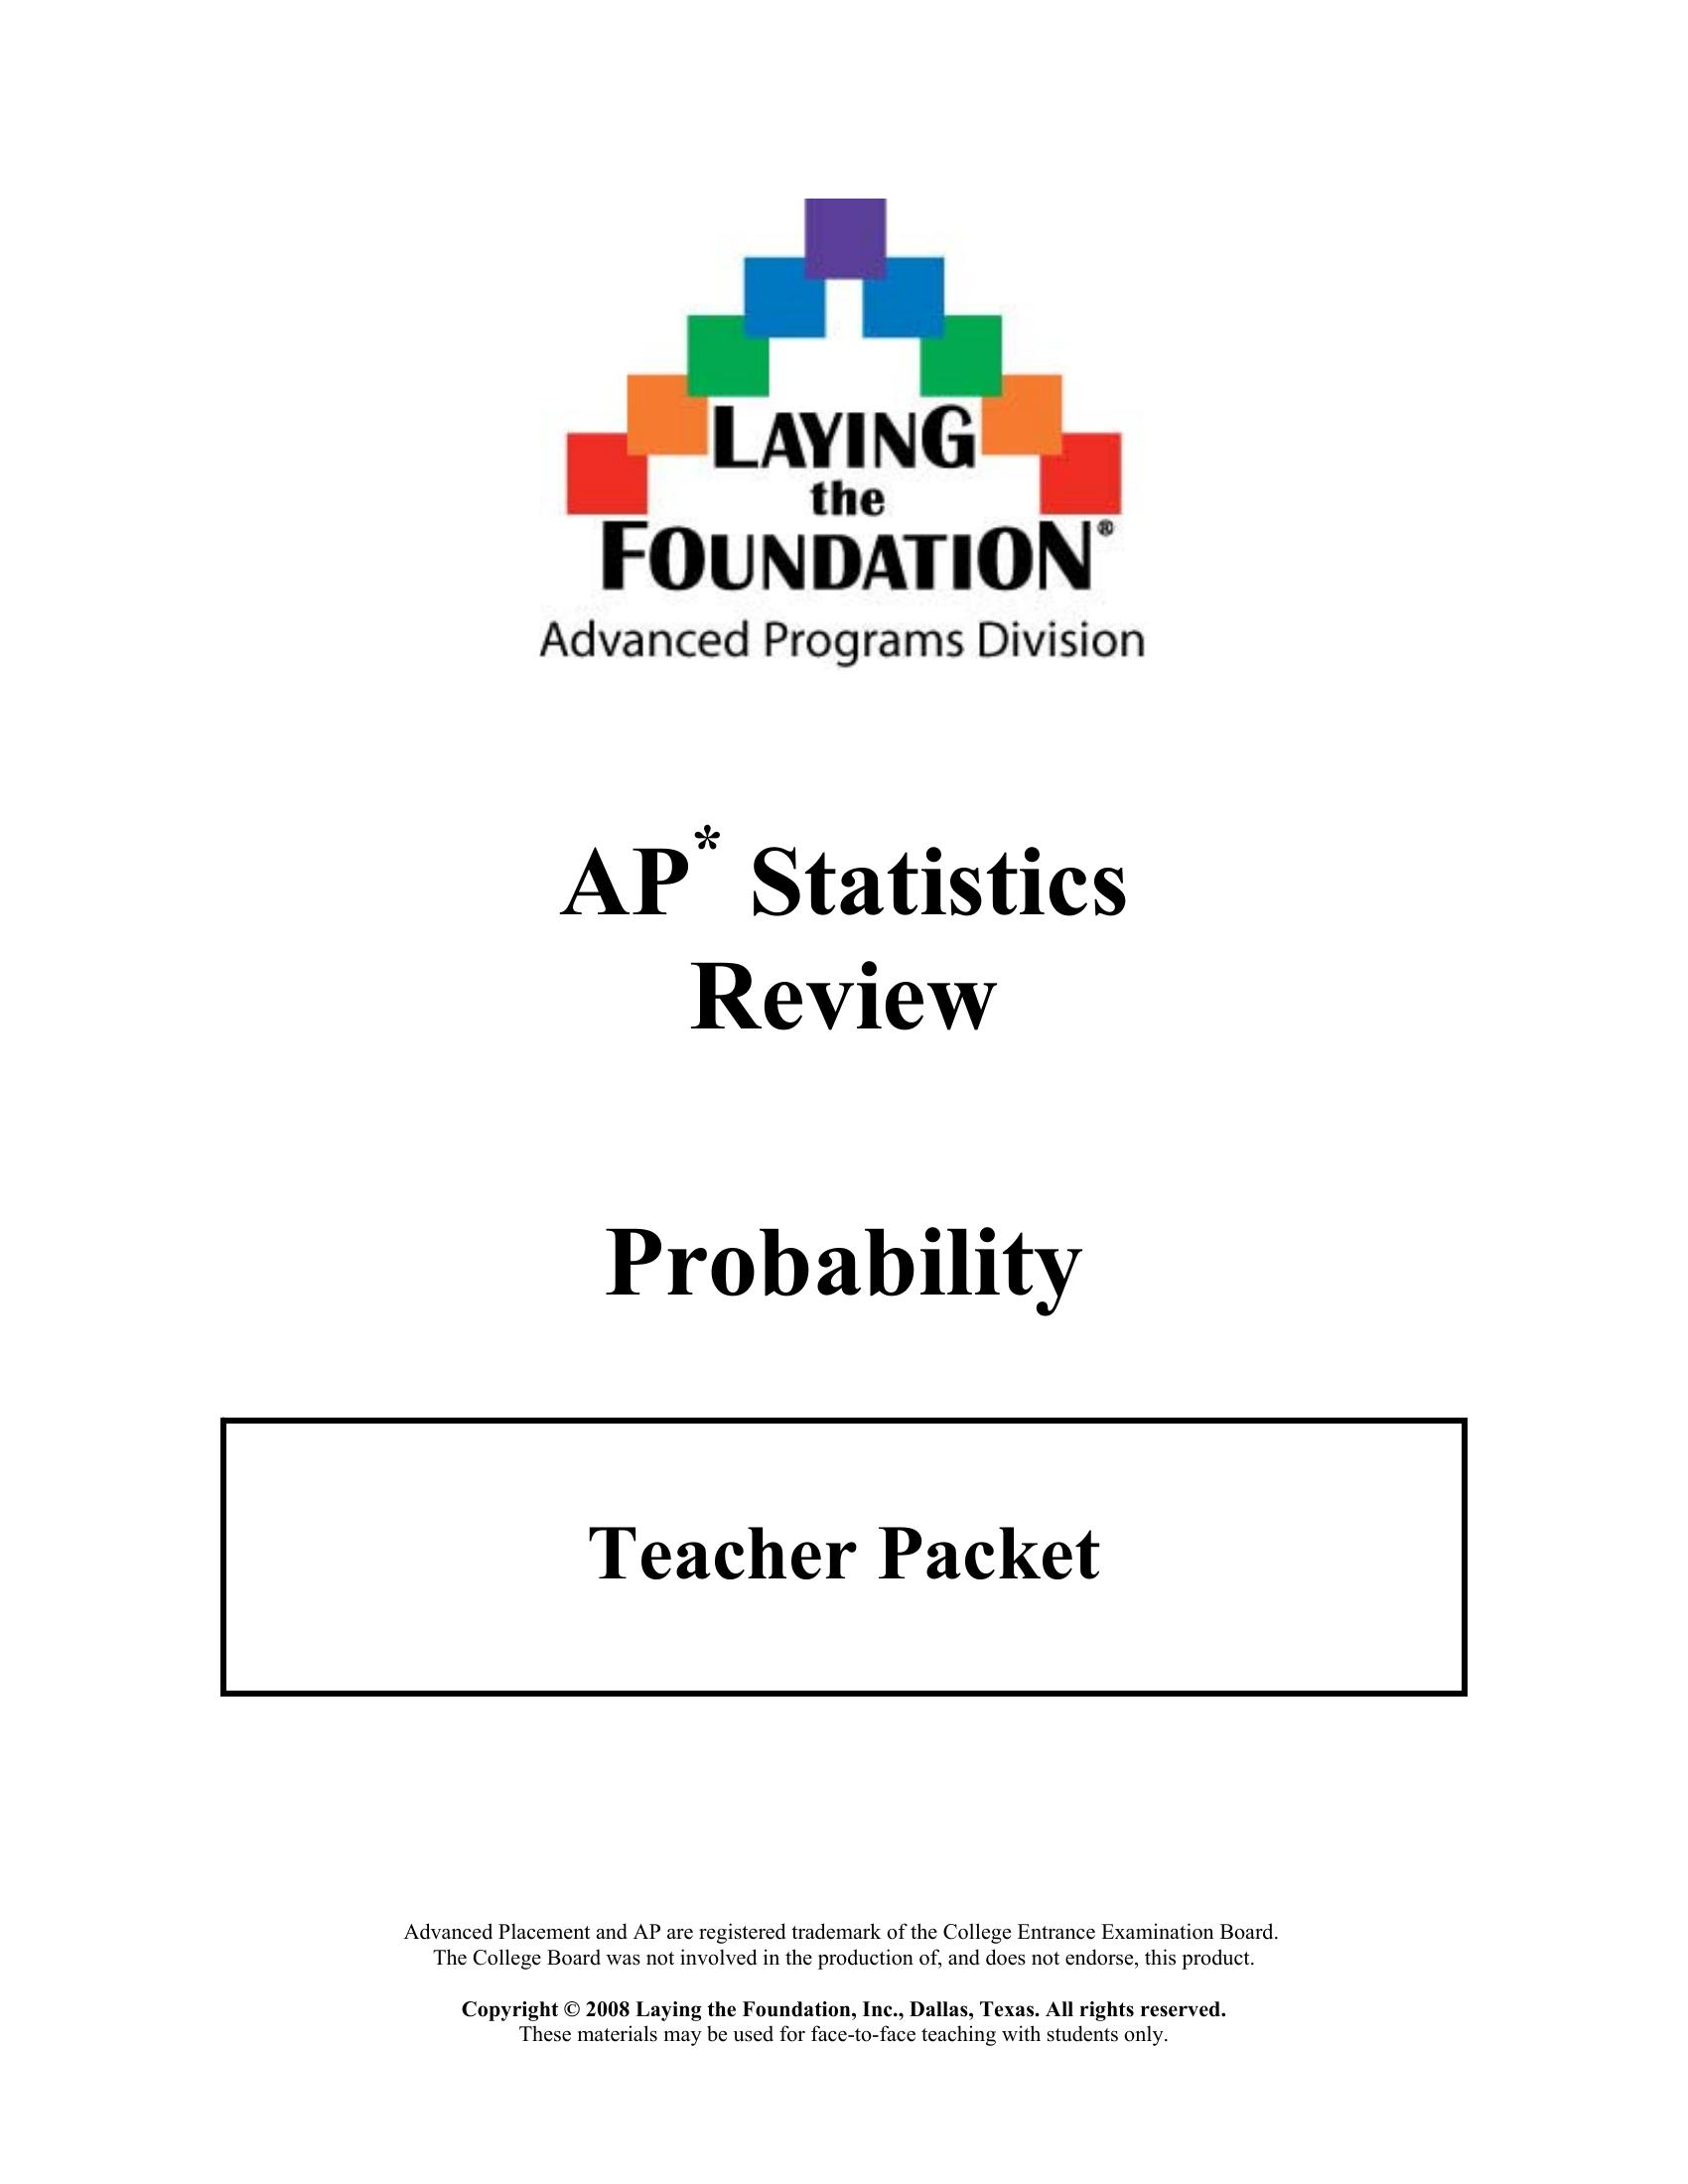 LAYING
the
FOUNDATION®
Advanced Programs Division
AP* Statistics
Review
Probability
Teacher Packet
Advanced Placement and AP are registered trademark of the College Entrance Examination Board.
The College Board was not involved in the production of, and does not endorse, this product.
Copyright © 2008 Laying the Foundation, Inc., Dallas, Texas. All rights reserved.
These materials may be used for face-to-face teaching with students only.